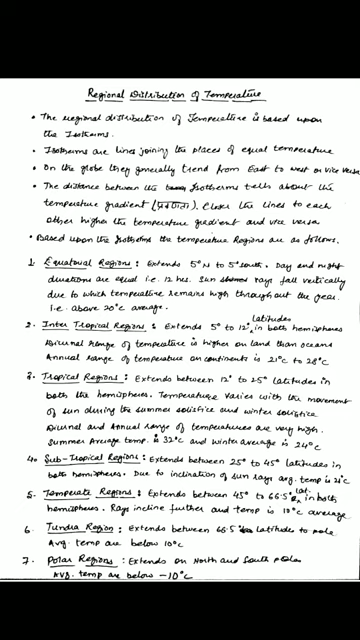 Regional Distribution of Temperature
• The regional distribution of Temperature is based upon
the Isotherms.
• Isotherms are lines joining the places of equal temperature
• On the globe they generally trend from East to west or vice versa
• The distance between the Isotherms tells about the
temperature gradient (प्रवणता). Closer the lines to each
other higher the temperature gradient and vice versa
• Based upon the Isotherms the temperature Regions are as follows.
1. Equatorial Regions: Extends 5°N to 5° south. Day and night
durations are equal i.e. 12 hrs. Sun rays fall vertically
due to which temperature remains high throughout the year
i.e. above 20°c average.
2. Inter Tropical Regions: Extends 5° to 12° latitudes in both hemispheres
Diurnal Range of temperature is higher on land than oceans
Annual range of temperature on continents is 21°c to 28°c
3. Tropical Regions: Extends between 12° to 25° latitudes in
both the hemispheres. Temperature varies with the movement
of sun during the summer solistice and winter solistice
Diurnal and Annual range of temperatures are very high.
Summer Average temp. is 32°c and winter average is 24°c
4. Sub-Tropical Regions: Extends between 25° to 45° latitudes in
both hemispheres. Due to inclination of sun rays avg. temp is 21°c
5. Temperate Regions: Extends between 45° to 66.5° lat. in both
hemispheres. Rays incline further and temp is 10°c average
6. Tundra Region: Extends between 66.5° latitudes to pole
Avg. temp are below 10°c
7. Polar Regions: Extends on North and South Poles
Avg. temp are below -10°c